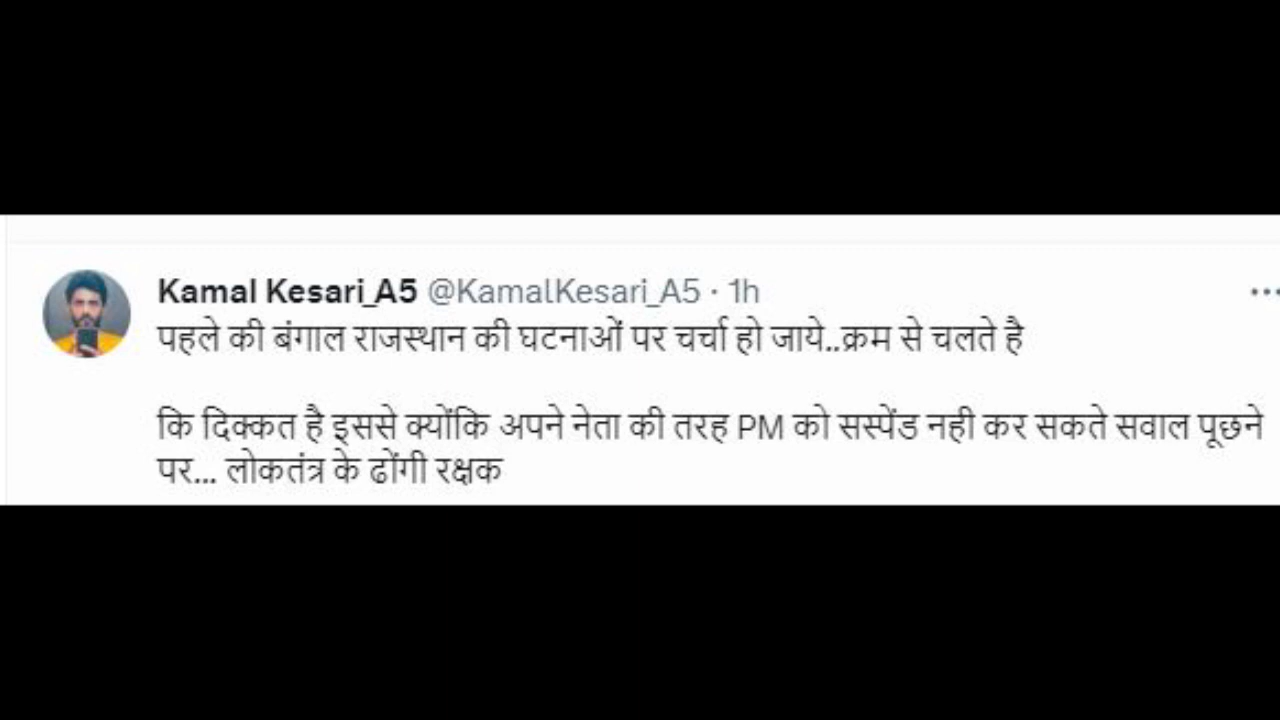 Kamal Kesari_A5 @KamalKesari_A5 · 1h
पहले की बंगाल राजस्थान की घटनाओं पर चर्चा हो जाये..क्रम से चलते है
कि दिक्कत है इससे क्योंकि अपने नेता की तरह PM को सस्पेंड नही कर सकते सवाल पूछने
पर... लोकतंत्र के ढोंगी रक्षक